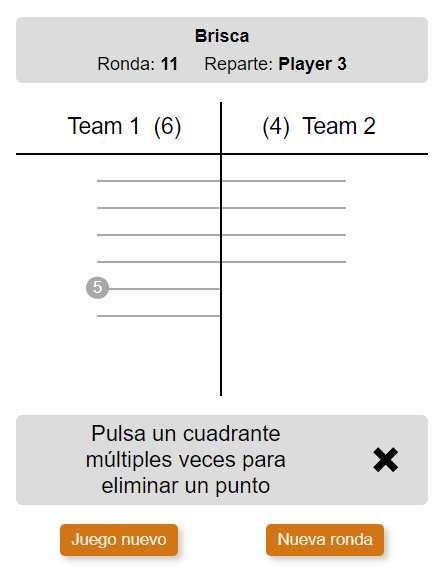 Brisca
Ronda: 11 Reparte: Player 3
Team 1 (6) (4) Team 2
5
Pulsa un cuadrante
múltiples veces para
eliminar un punto
Juego nuevo Nueva ronda